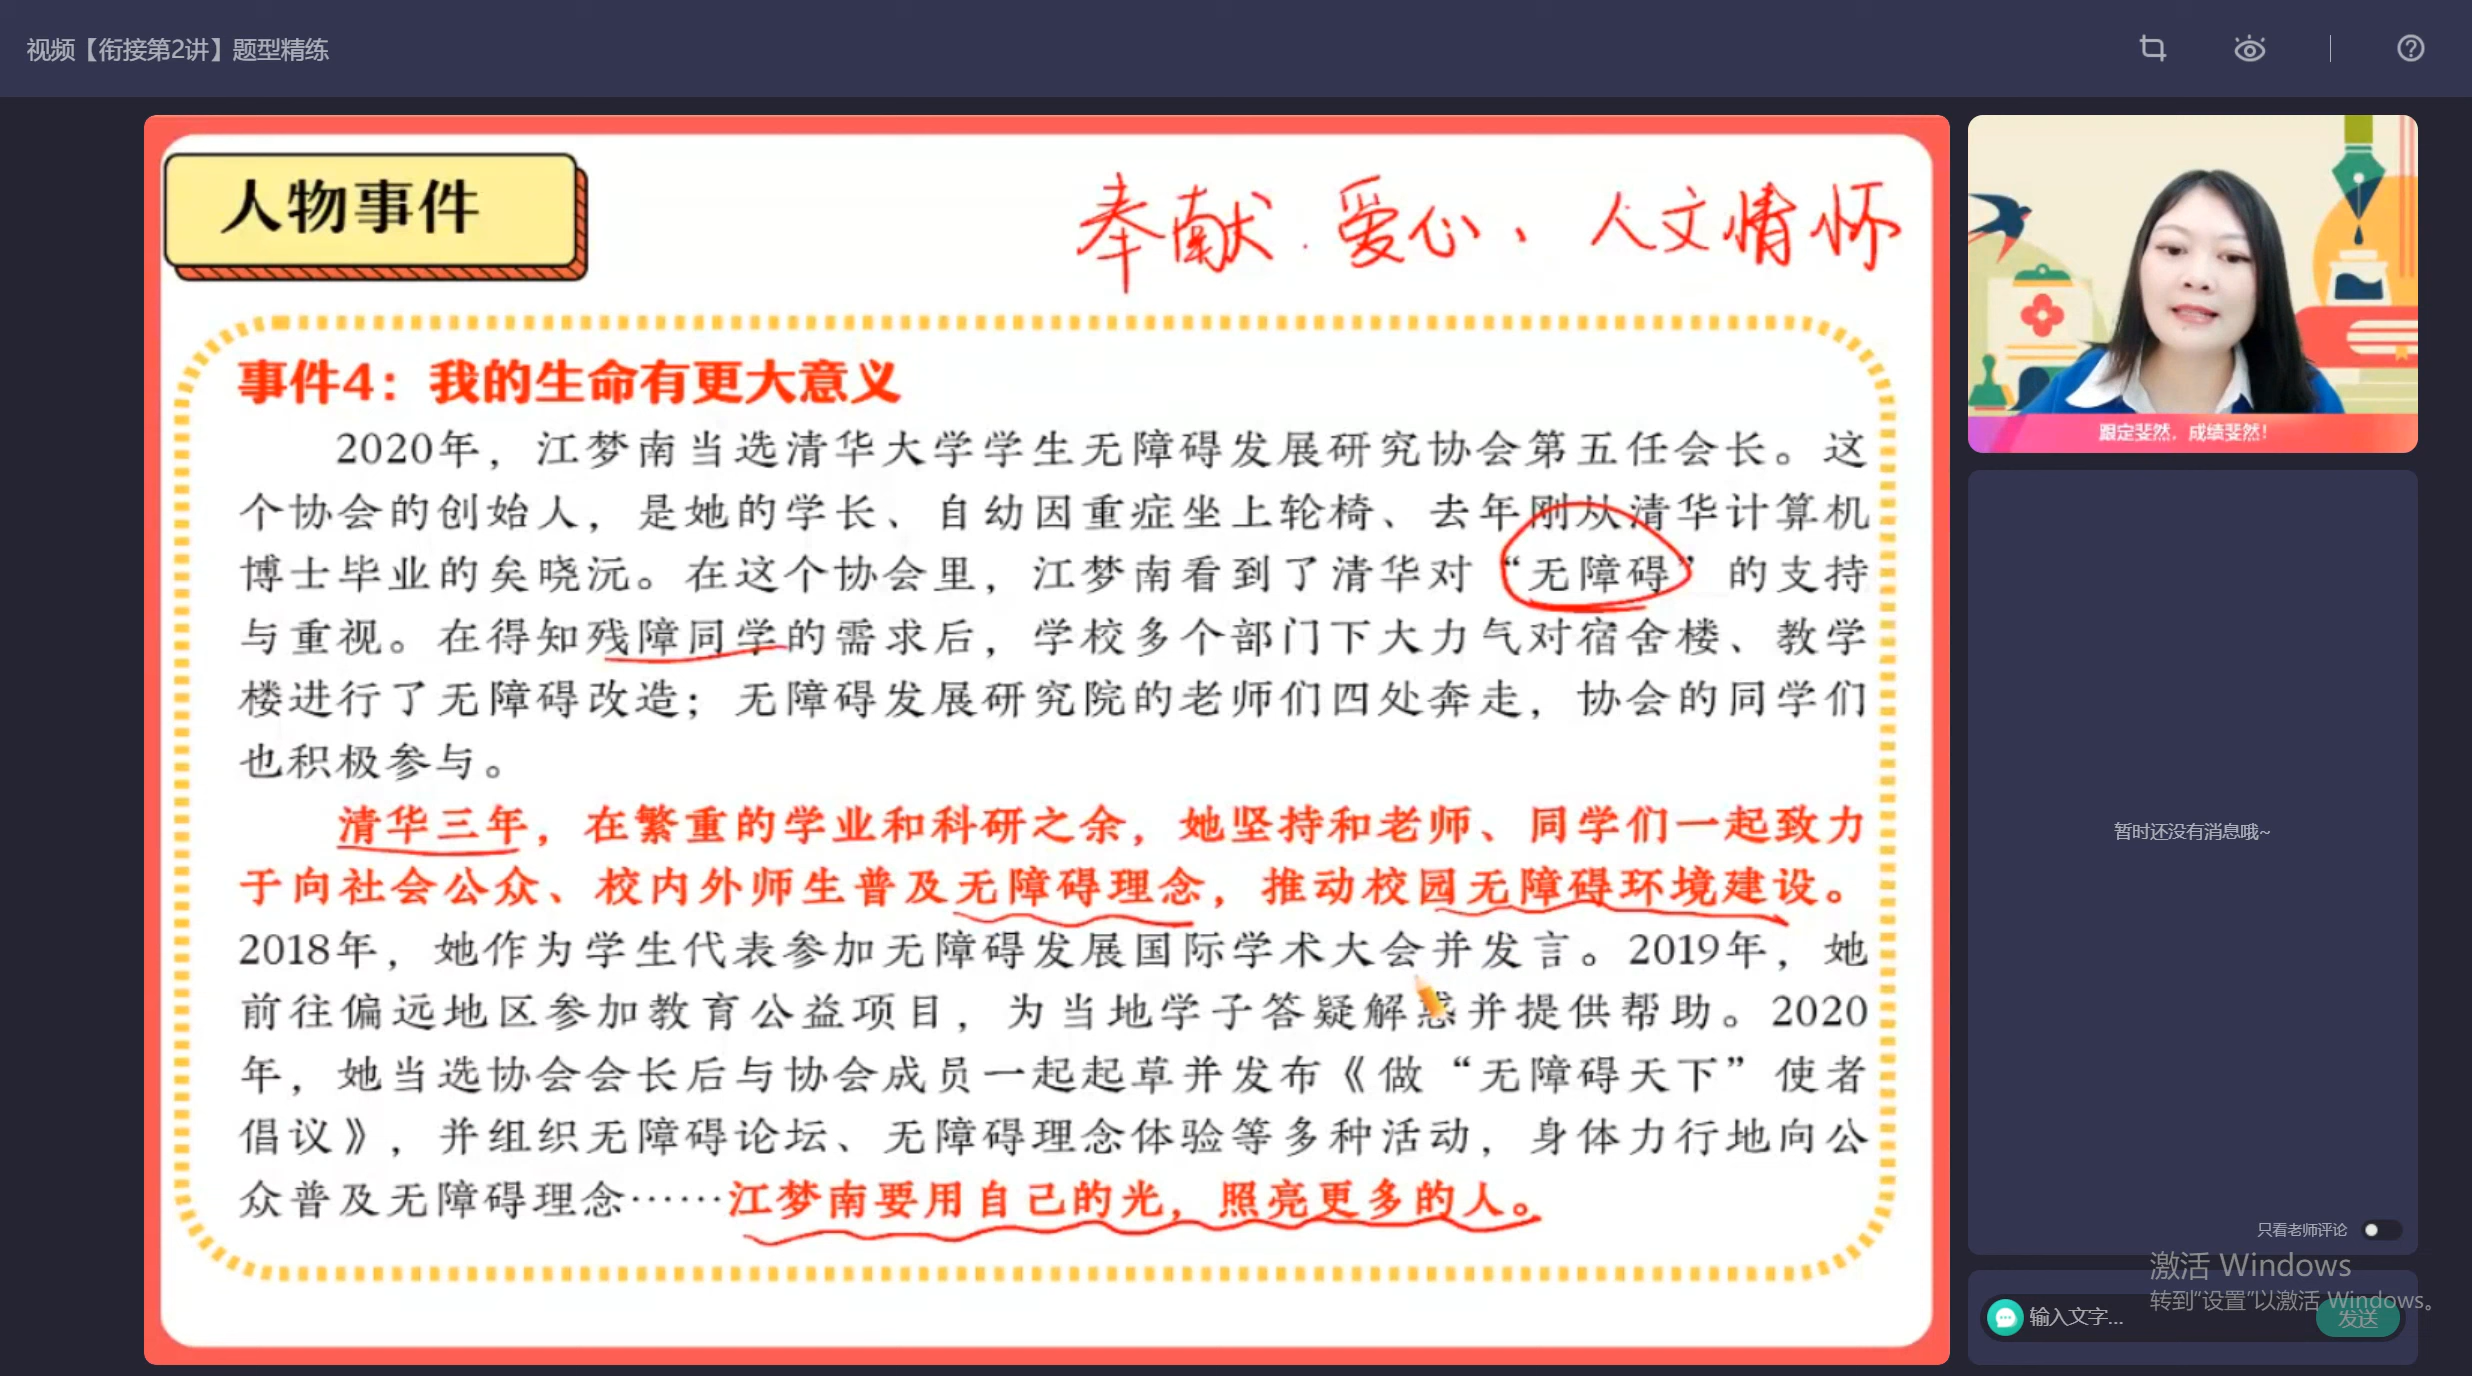 视频【衔接第2讲】题型精练
人物事件
奉献.爱心、人文情怀
事件4：我的生命有更大意义
2020年，江梦南当选清华大学学生无障碍发展研究协会第五任会长。这
个协会的创始人，是她的学长、自幼因重症坐上轮椅、去年刚从清华计算机
博士毕业的矣晓沅。在这个协会里，江梦南看到了清华对“无障碍”的支持
与重视。在得知残障同学的需求后，学校多个部门下大力气对宿舍楼、教学
楼进行了无障碍改造；无障碍发展研究院的老师们四处奔走，协会的同学们
也积极参与。
清华三年，在繁重的学业和科研之余，她坚持和老师、同学们一起致力
于向社会公众、校内外师生普及无障碍理念，推动校园无障碍环境建设。
2018年，她作为学生代表参加无障碍发展国际学术大会并发言。2019年，她
前往偏远地区参加教育公益项目，为当地学子答疑解惑并提供帮助。2020
年，她当选协会会长后与协会成员一起起草并发布《做“无障碍天下”使者
倡议》，并组织无障碍论坛、无障碍理念体验等多种活动，身体力行地向公
众普及无障碍理念……江梦南要用自己的光，照亮更多的人。
跟定斐然，成绩斐然！
暂时还没有消息哦~
只看老师评论
激活 Windows
转到“设置”以激活 Windows。
输入文字...
发送